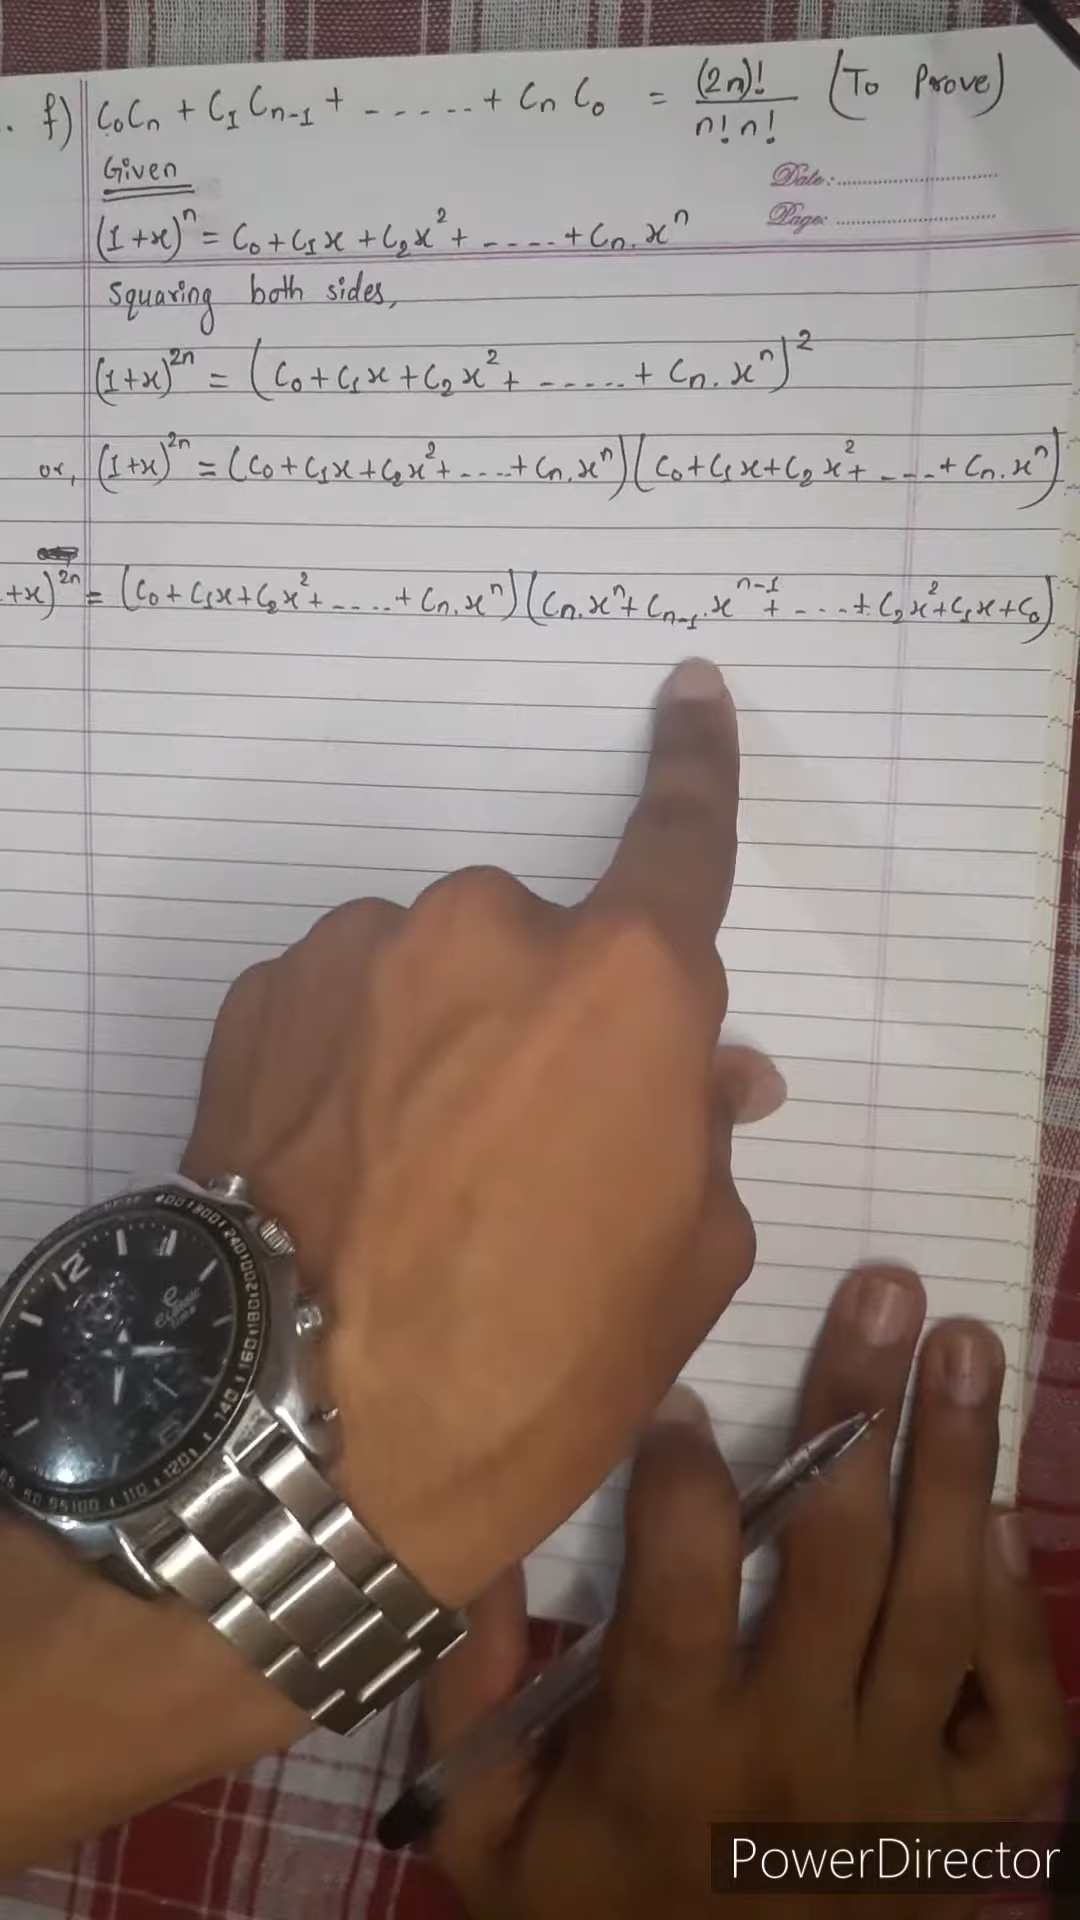 f) C₀Cₙ + C₁Cₙ₋₁ + ...... + CₙC₀ = (2n)!/n!n! (To Prove)
Given
Date:
Page:
(1+x)ⁿ = C₀+C₁x+C₂x²+ ..... +Cₙ.xⁿ
Squaring both sides,
(1+x)²ⁿ = (C₀+C₁x+C₂x²+ ..... + Cₙ.xⁿ)²
or, (1+x)²ⁿ = (C₀+C₁x+C₂x²+ ....+Cₙ.xⁿ)(C₀+C₁x+C₂x²+ ....+Cₙ.xⁿ)
+x)²ⁿ = (C₀+C₁x+C₂x²+ .....+Cₙ.xⁿ)(Cₙ.xⁿ+Cₙ₋₁.xⁿ⁻¹+ ....+C₂x²+C₁x+C₀)
12
PowerDirector